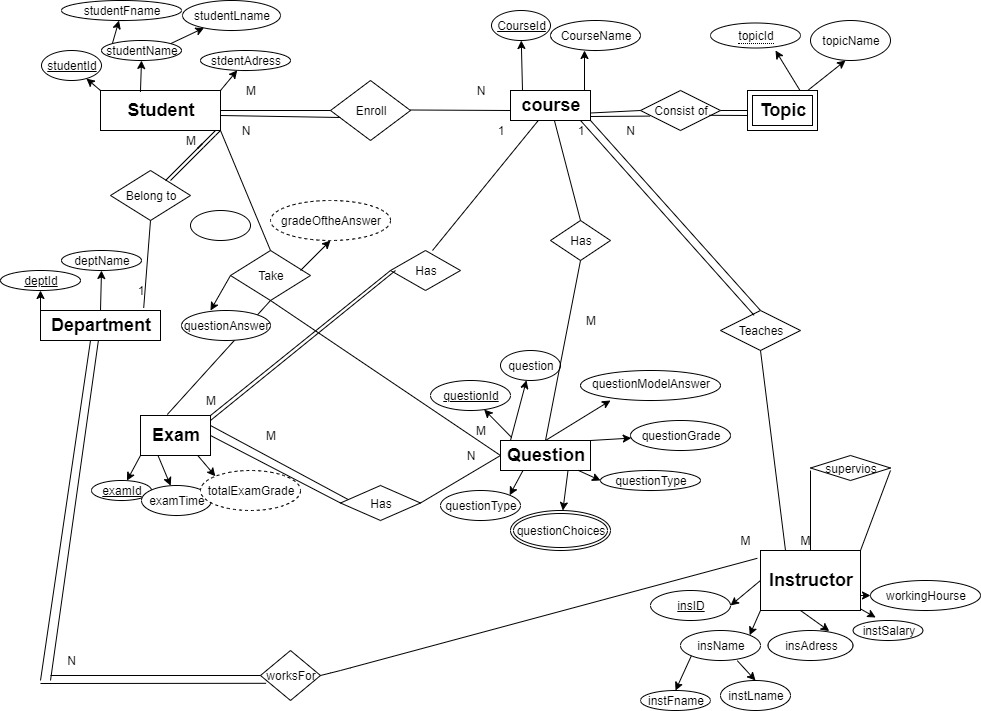 studentFname
studentLname
studentName
studentId
stdentAdress
Student
M
N
Enroll
N
CourseId
CourseName
course
1
1
N
Consist of
topicId
topicName
Topic
M
Belong to
1
gradeOftheAnswer
Take
questionAnswer
Has
Has
M
Teaches
deptName
deptId
Department
M
Exam
examId
examTime
totalExamGrade
M
Has
question
questionId
questionModelAnswer
M
N
Question
questionGrade
questionType
questionType
questionChoices
supervios
M
M
Instructor
insID
workingHourse
instSalary
insName
insAdress
instFname
instLname
N
worksFor